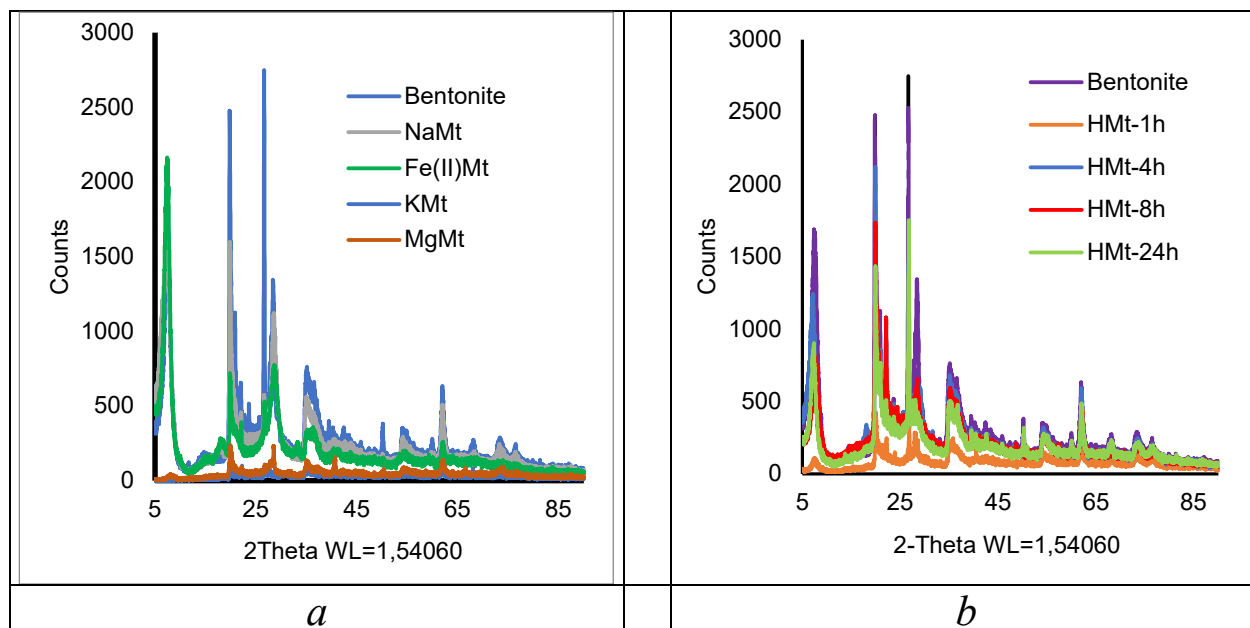 3000
2500
2000
1500
1000
500
0
Counts
5 25 45 65 85
2Theta WL=1,54060
Bentonite
NaMt
Fe(II)Mt
KMt
MgMt
a
3000
2500
2000
1500
1000
500
0
Counts
5 25 45 65 85
2-Theta WL=1,54060
Bentonite
HMt-1h
HMt-4h
HMt-8h
HMt-24h
b